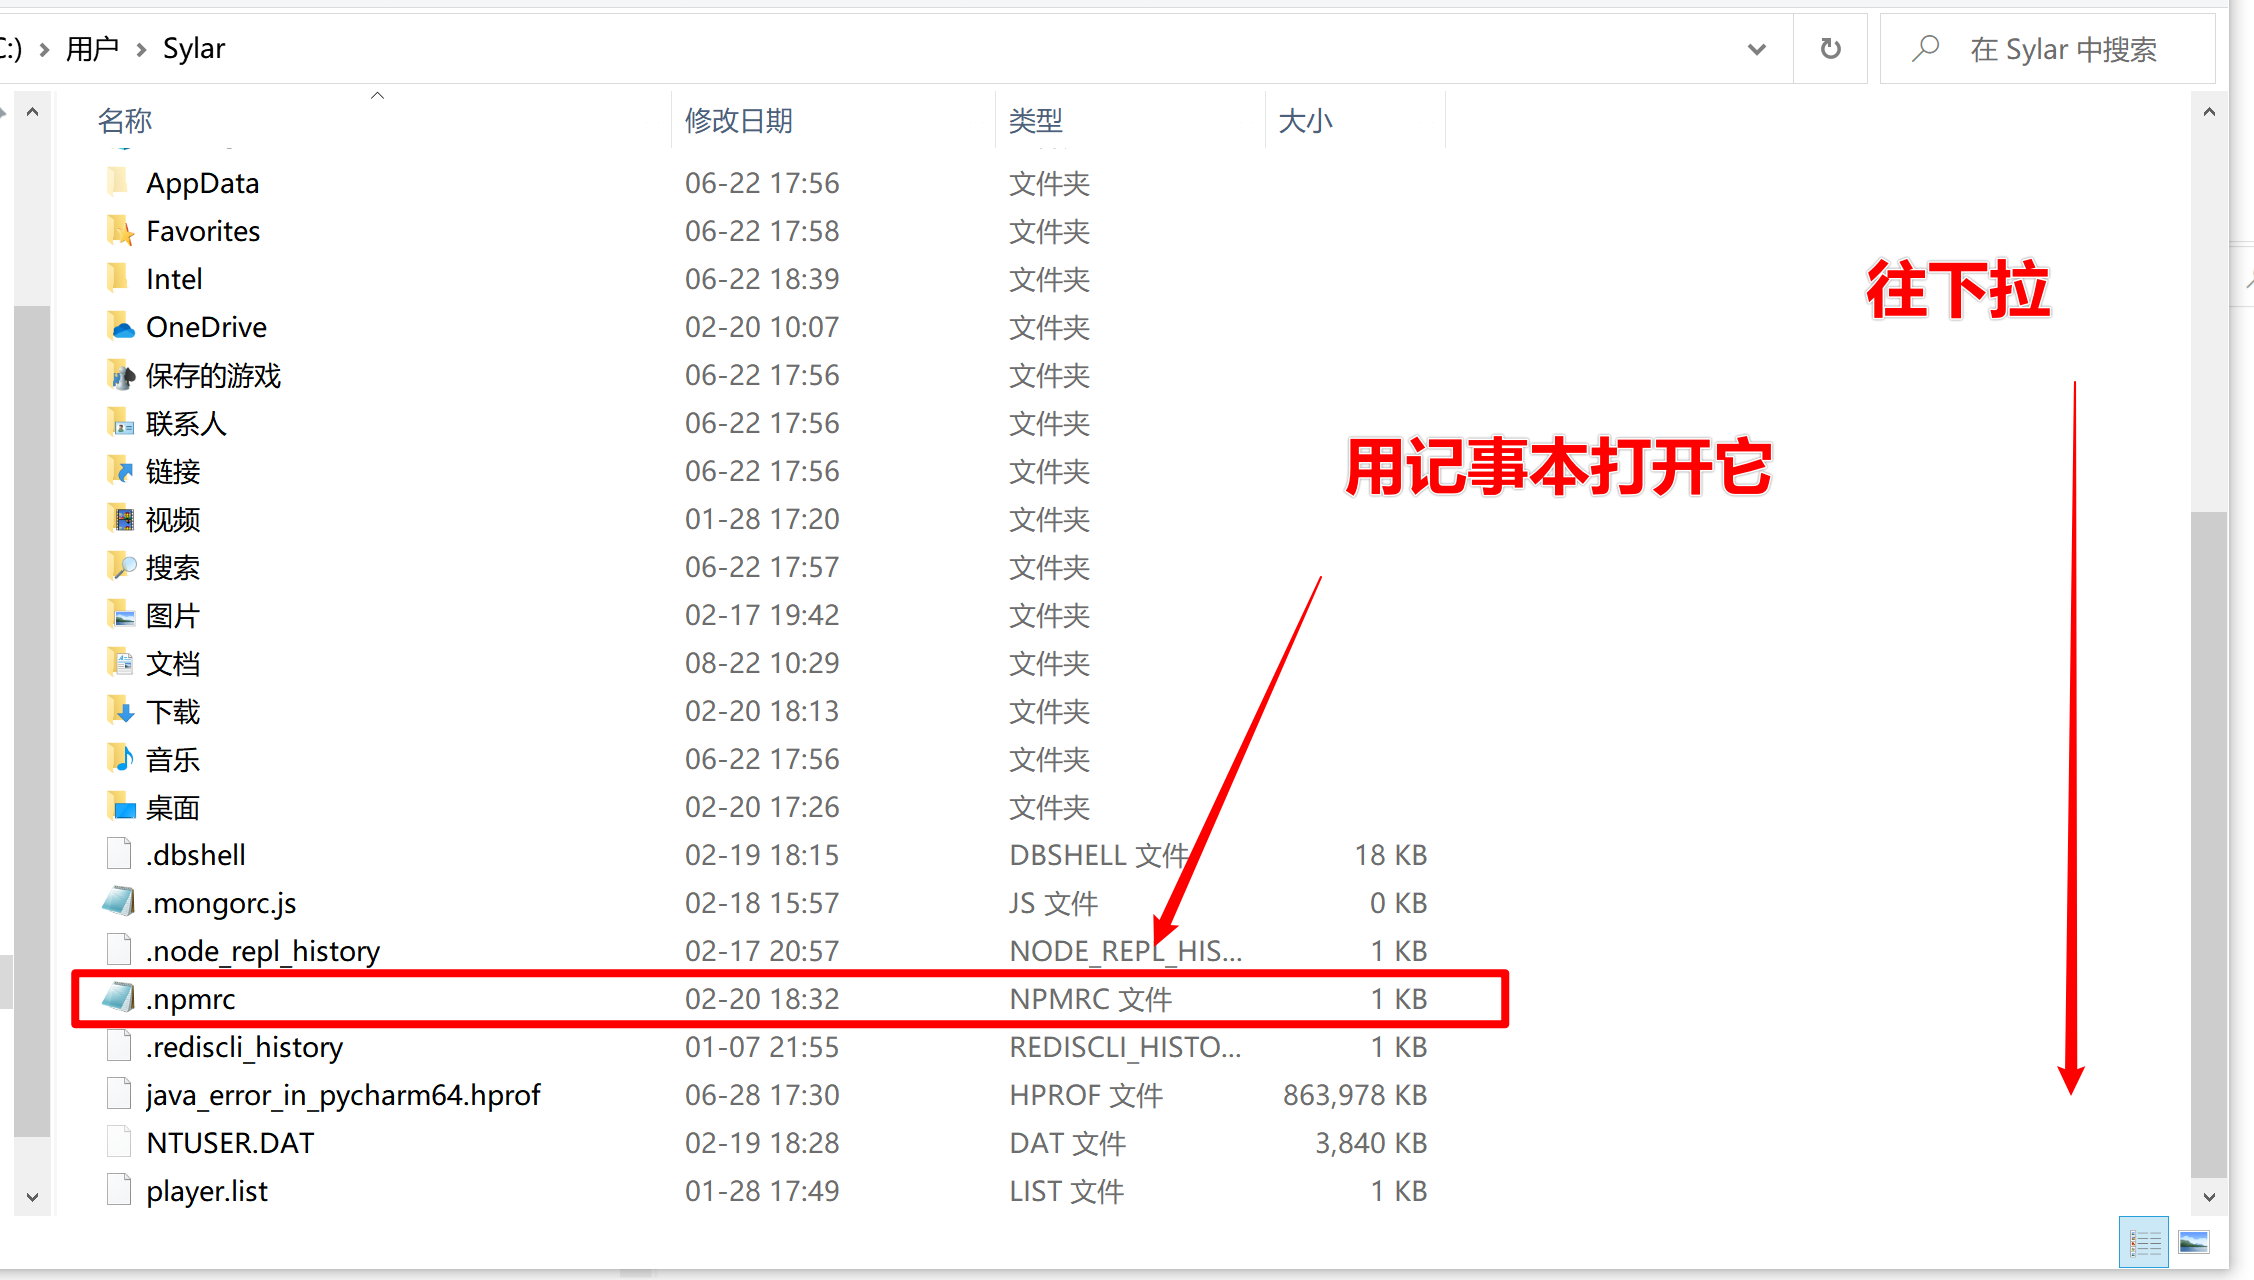 C:) › 用户 › Sylar
在 Sylar 中搜索
名称 修改日期 类型 大小
AppData 06-22 17:56 文件夹
Favorites 06-22 17:58 文件夹
Intel 06-22 18:39 文件夹
往下拉
OneDrive 02-20 10:07 文件夹
保存的游戏 06-22 17:56 文件夹
联系人 06-22 17:56 文件夹
用记事本打开它
链接 06-22 17:56 文件夹
视频 01-28 17:20 文件夹
搜索 06-22 17:57 文件夹
图片 02-17 19:42 文件夹
文档 08-22 10:29 文件夹
下载 02-20 18:13 文件夹
音乐 06-22 17:56 文件夹
桌面 02-20 17:26 文件夹
.dbshell 02-19 18:15 DBSHELL 文件 18 KB
.mongorc.js 02-18 15:57 JS 文件 0 KB
.node_repl_history 02-17 20:57 NODE_REPL_HIS... 1 KB
.npmrc 02-20 18:32 NPMRC 文件 1 KB
.rediscli_history 01-07 21:55 REDISCLI_HISTO... 1 KB
java_error_in_pycharm64.hprof 06-28 17:30 HPROF 文件 863,978 KB
NTUSER.DAT 02-19 18:28 DAT 文件 3,840 KB
player.list 01-28 17:49 LIST 文件 1 KB